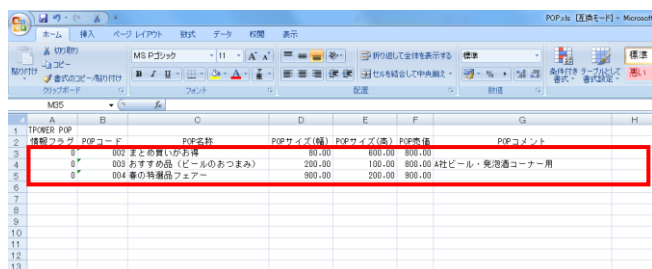 POP.xls [互換モード] - Microsoft
ホーム 挿入 ページ レイアウト 数式 データ 校閲 表示
切り取り
コピー
書式のコピー/貼り付け
貼り付け
クリップボード
MS Pゴシック 11
フォント
折り返して全体を表示する
セルを結合して中央揃え
配置
標準
数値
条件付き書式
テーブルとして書式設定
標準
悪い
M35 fx
A B C D E F G H
1 TPOWER POP
2 情報フラグ POPコード POP名称 POPサイズ(幅) POPサイズ(高) POP売価 POPコメント
3 0 002 まとめ買いがお得 80.00 600.00 800.00
4 0 003 おすすめ品（ビールのおつまみ） 200.00 100.00 800.00 A社ビール・発泡酒コーナー用
5 0 004 春の特選品フェアー 900.00 200.00 900.00
6
7
8
9
10
11
12
13